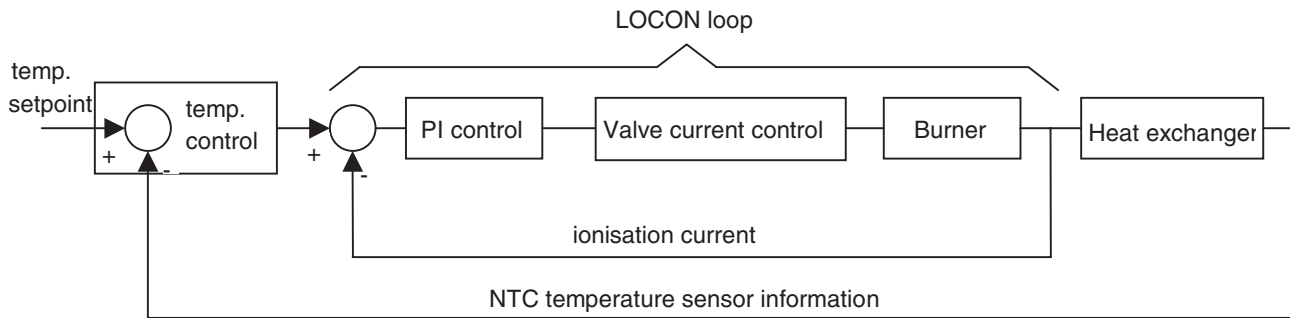 LOCON loop
temp.
setpoint
temp.
control
+
-
+
-
PI control
Valve current control
Burner
Heat exchanger
ionisation current
NTC temperature sensor information